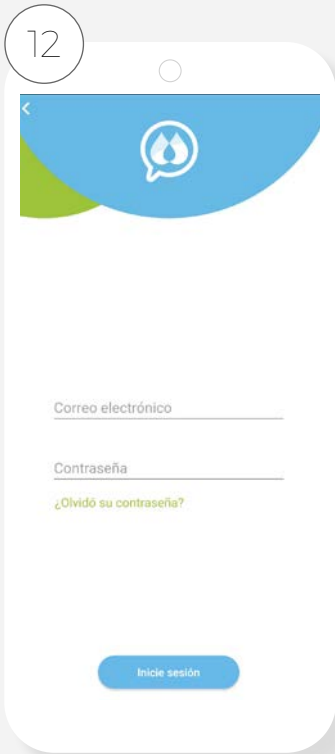 12
Correo electrónico
Contraseña
¿Olvidó su contraseña?
Inicie sesión